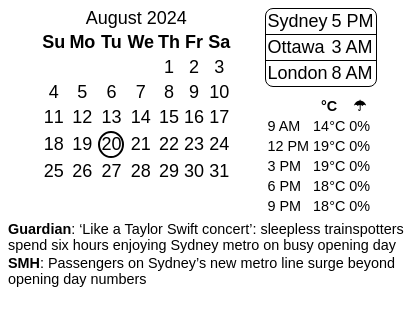 August 2024
Su Mo Tu We Th Fr Sa
1 2 3
4 5 6 7 8 9 10
11 12 13 14 15 16 17
18 19 20 21 22 23 24
25 26 27 28 29 30 31
Sydney 5 PM
Ottawa 3 AM
London 8 AM
°C ☂
9 AM 14°C 0%
12 PM 19°C 0%
3 PM 19°C 0%
6 PM 18°C 0%
9 PM 18°C 0%
Guardian: ‘Like a Taylor Swift concert’: sleepless trainspotters
spend six hours enjoying Sydney metro on busy opening day
SMH: Passengers on Sydney’s new metro line surge beyond
opening day numbers